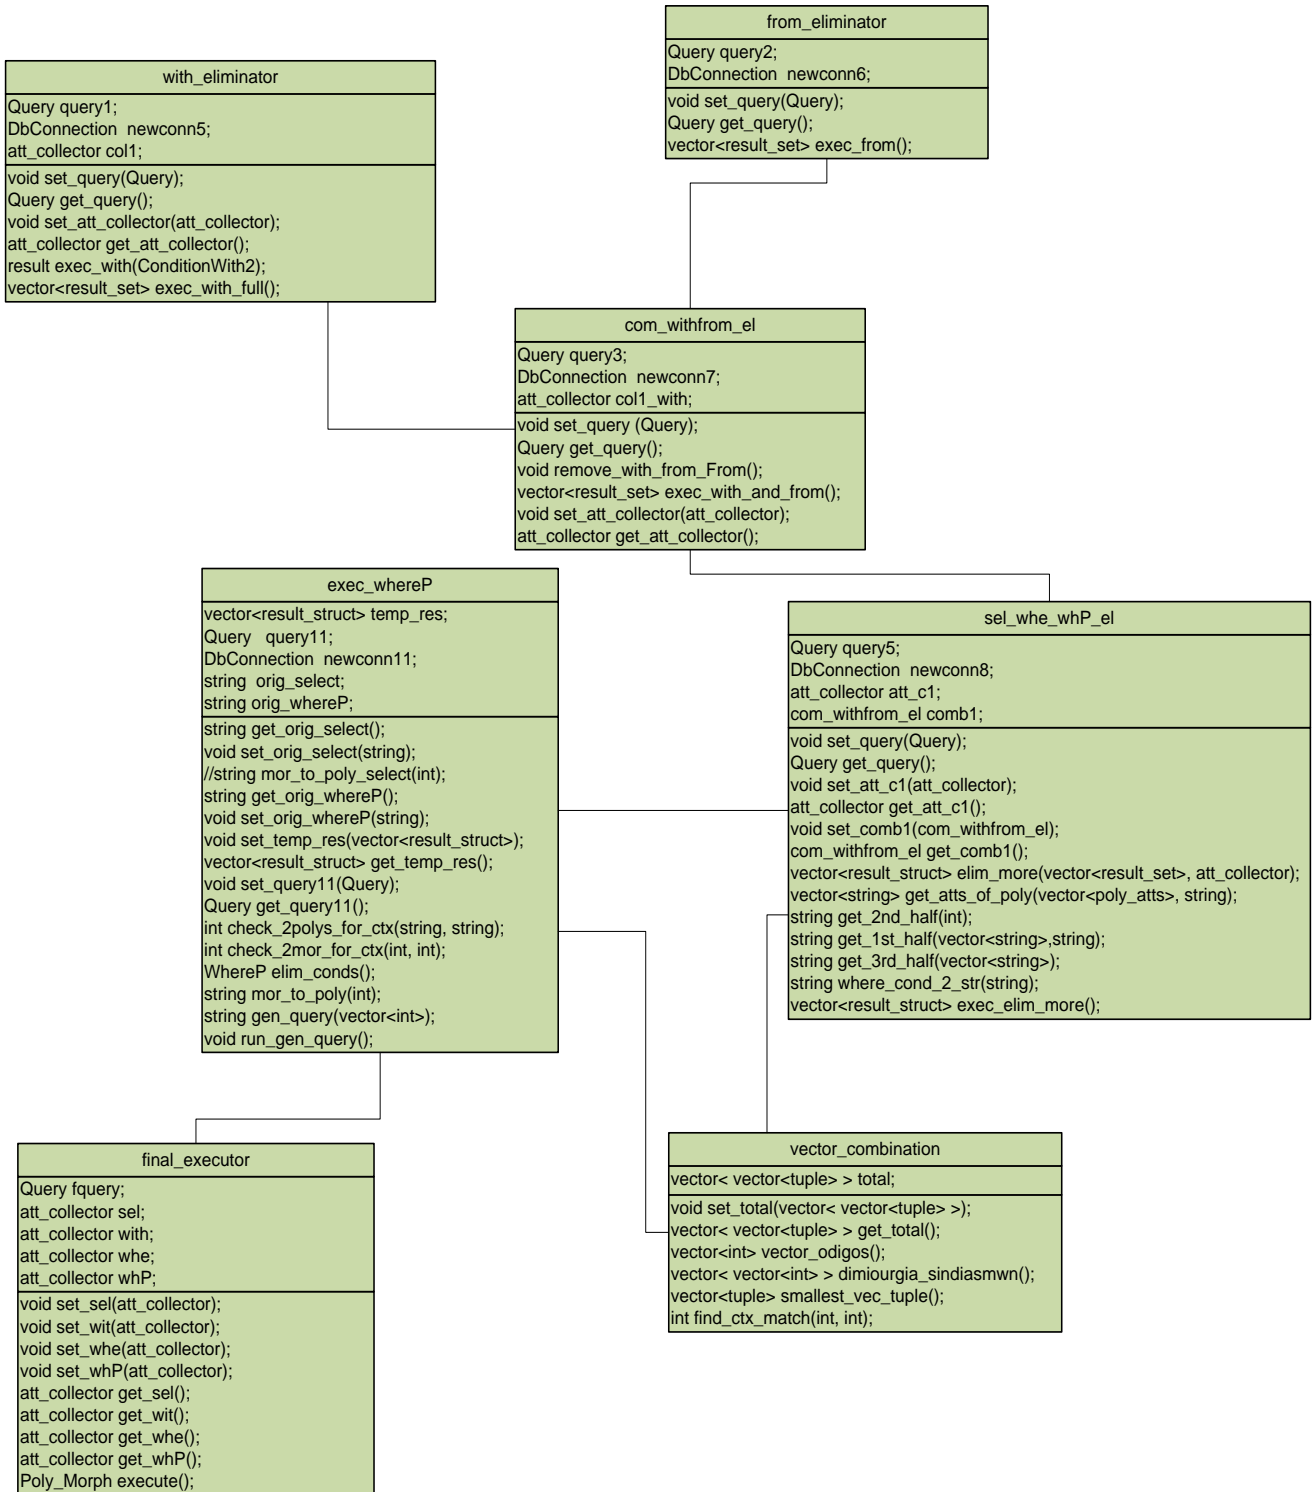 from_eliminator
Query query2;
DbConnection newconn6;
void set_query(Query);
Query get_query();
vector<result_set> exec_from();
with_eliminator
Query query1;
DbConnection newconn5;
att_collector col1;
void set_query(Query);
Query get_query();
void set_att_collector(att_collector);
att_collector get_att_collector();
result exec_with(ConditionWith2);
vector<result_set> exec_with_full();
com_withfrom_el
Query query3;
DbConnection newconn7;
att_collector col1_with;
void set_query (Query);
Query get_query();
void remove_with_from_From();
vector<result_set> exec_with_and_from();
void set_att_collector(att_collector);
att_collector get_att_collector();
exec_whereP
vector<result_struct> temp_res;
Query query11;
DbConnection newconn11;
string orig_select;
string orig_whereP;
string get_orig_select();
void set_orig_select(string);
//string mor_to_poly_select(int);
string get_orig_whereP();
void set_orig_whereP(string);
void set_temp_res(vector<result_struct>);
vector<result_struct> get_temp_res();
void set_query11(Query);
Query get_query11();
int check_2polys_for_ctx(string, string);
int check_2mor_for_ctx(int, int);
WhereP elim_conds();
string mor_to_poly(int);
string gen_query(vector<int>);
void run_gen_query();
sel_whe_whP_el
Query query5;
DbConnection newconn8;
att_collector att_c1;
com_withfrom_el comb1;
void set_query(Query);
Query get_query();
void set_att_c1(att_collector);
att_collector get_att_c1();
void set_comb1(com_withfrom_el);
com_withfrom_el get_comb1();
vector<result_struct> elim_more(vector<result_set>, att_collector);
vector<string> get_atts_of_poly(vector<poly_atts>, string);
string get_2nd_half(int);
string get_1st_half(vector<string>,string);
string get_3rd_half(vector<string>);
string where_cond_2_str(string);
vector<result_struct> exec_elim_more();
final_executor
Query fquery;
att_collector sel;
att_collector with;
att_collector whe;
att_collector whP;
void set_sel(att_collector);
void set_wit(att_collector);
void set_whe(att_collector);
void set_whP(att_collector);
att_collector get_sel();
att_collector get_wit();
att_collector get_whe();
att_collector get_whP();
Poly_Morph execute();
vector_combination
vector< vector<tuple> > total;
void set_total(vector< vector<tuple> >);
vector< vector<tuple> > get_total();
vector<int> vector_odigos();
vector< vector<int> > dimiourgia_sindiasmwn();
vector<tuple> smallest_vec_tuple();
int find_ctx_match(int, int);